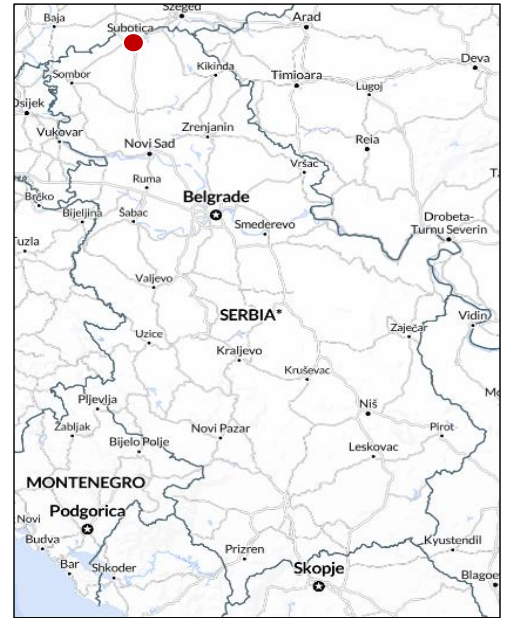 Szeged
Baja
Arad
Subotica
Deva
Kikinda
Sombor
Timioara
Lugoj
Osijek
Zrenjanin
Vukovar
Reia
Novi Sad
Vršac
Ruma
Belgrade
Brčko
Bijeljina
Šabac
Smederevo
Drobeta-
Turnu Severin
Tuzla
Valjevo
SERBIA*
Vidin
Zaječar
Uzice
Kraljevo
Kruševac
Pljevlja
Niš
Žabljak
Novi Pazar
Pirot
Bijelo Polje
Leskovac
MONTENEGRO
Podgorica
Novi
Budva
Kyustendil
Prizren
Bar
Shkoder
Skopje
Blagoe